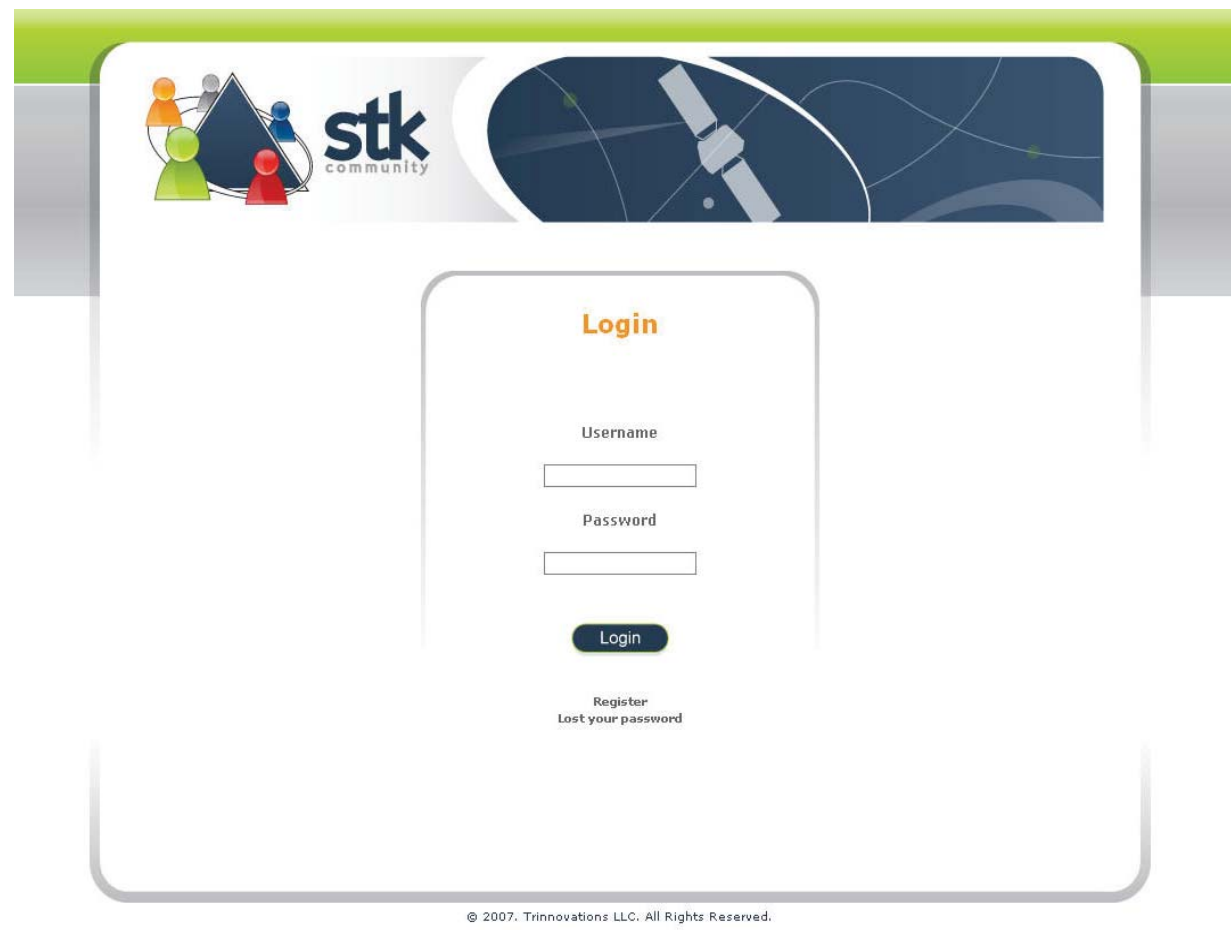 stk
community
Login
Username
Password
Login
Register
Lost your password
© 2007. Trinnovations LLC. All Rights Reserved.